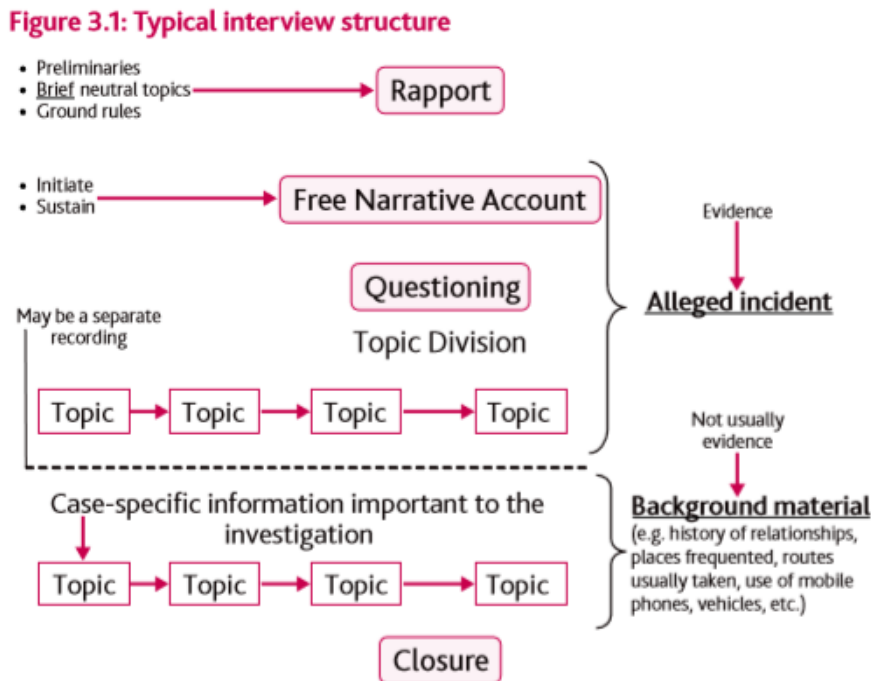 Figure 3.1: Typical interview structure
• Preliminaries
• Brief neutral topics
• Ground rules
Rapport
• Initiate
• Sustain
Free Narrative Account
Evidence
Alleged incident
Questioning
Topic Division
May be a separate
recording
Topic Topic Topic Topic
Not usually
evidence
Background material
(e.g. history of relationships,
places frequented, routes
usually taken, use of mobile
phones, vehicles, etc.)
Case-specific information important to the
investigation
Topic Topic Topic Topic
Closure